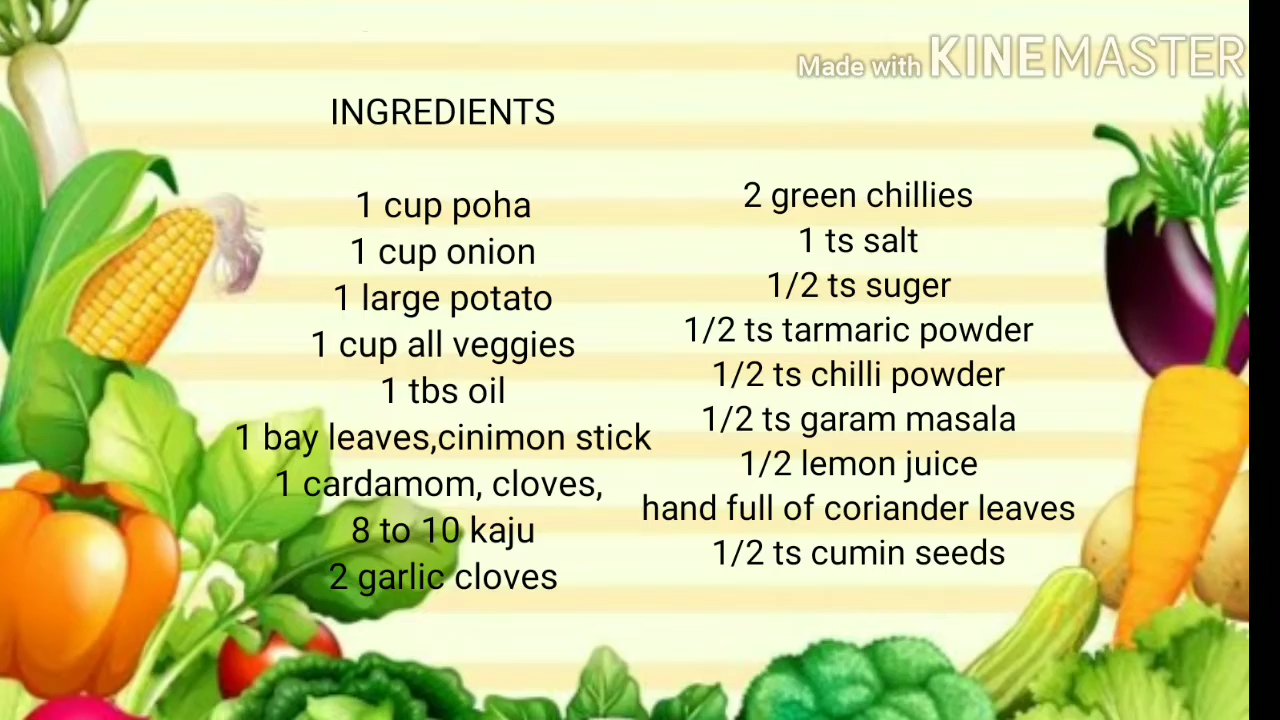 Made with KINEMASTER
INGREDIENTS
1 cup poha
1 cup onion
1 large potato
1 cup all veggies
1 tbs oil
1 bay leaves,cinimon stick
1 cardamom, cloves,
8 to 10 kaju
2 garlic cloves
2 green chillies
1 ts salt
1/2 ts suger
1/2 ts tarmaric powder
1/2 ts chilli powder
1/2 ts garam masala
1/2 lemon juice
hand full of coriander leaves
1/2 ts cumin seeds